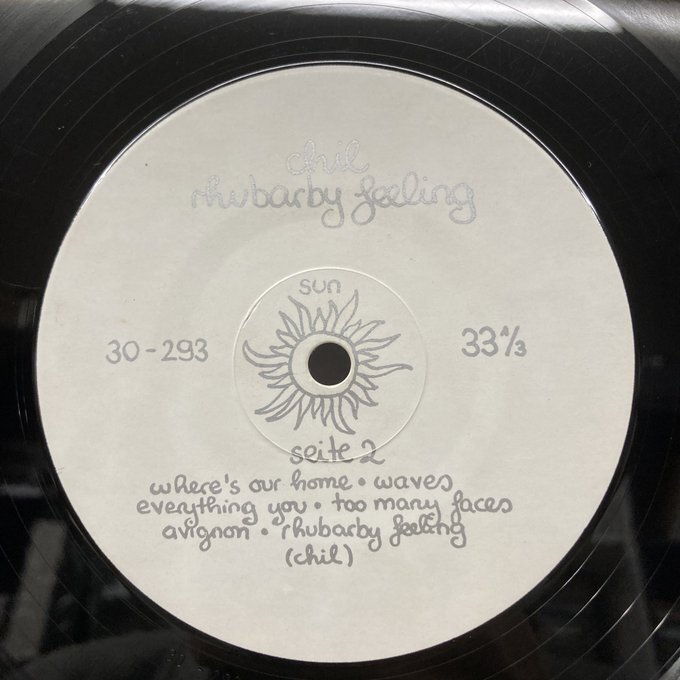 chil
rhubarby feeling
sun
30-293
33⅓
seite 2
where's our home • waves
everything you • too many faces
avignon • rhubarby feeling
(chil)